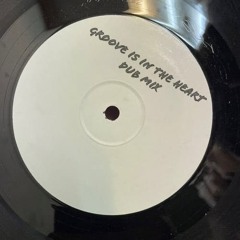 GROOVE IS IN THE HEART
DUB MIX